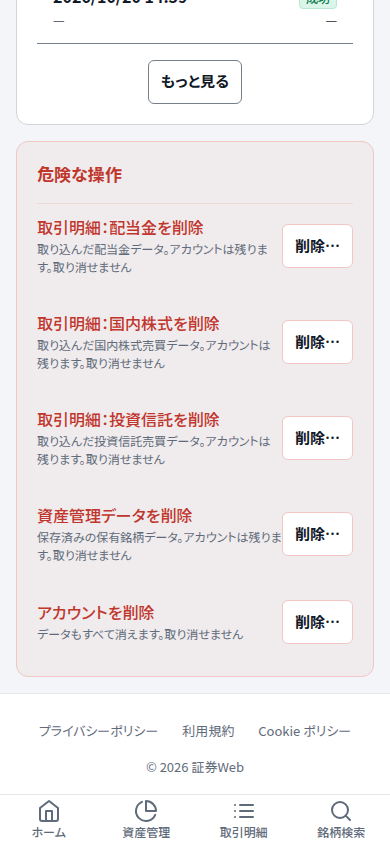 2026/10/20 14:39
成功
—
—
もっと見る
危険な操作
取引明細：配当金を削除
取り込んだ配当金データ。アカウントは残りま
す。取り消せません
削除…
取引明細：国内株式を削除
取り込んだ国内株式売買データ。アカウントは
残ります。取り消せません
削除…
取引明細：投資信託を削除
取り込んだ投資信託売買データ。アカウントは
残ります。取り消せません
削除…
資産管理データを削除
保存済みの保有銘柄データ。アカウントは残りま
す。取り消せません
削除…
アカウントを削除
データもすべて消えます。取り消せません
削除…
プライバシーポリシー
利用規約
Cookie ポリシー
© 2026 証券Web
ホーム
資産管理
取引明細
銘柄検索